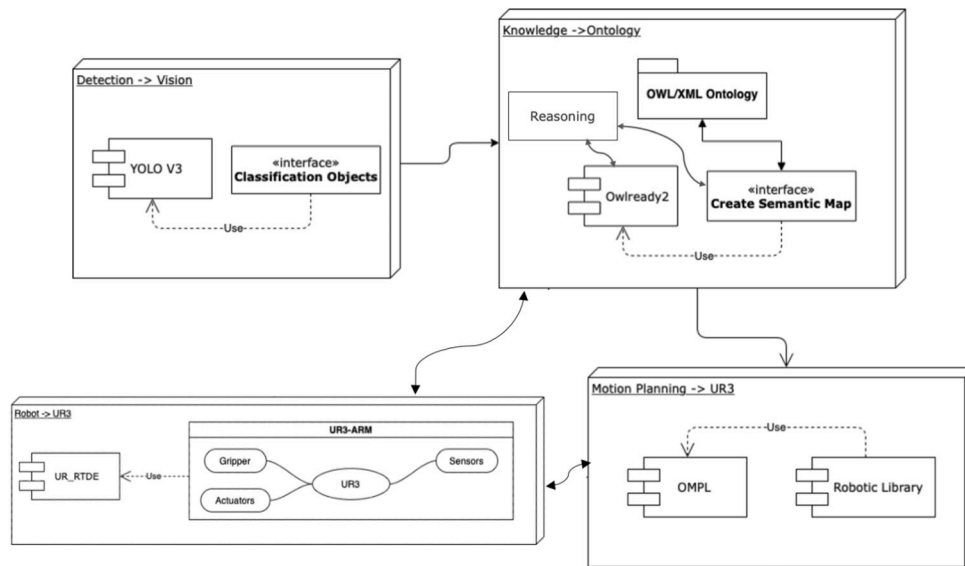 Knowledge ->Ontology
Detection -> Vision
OWL/XML Ontology
Reasoning
YOLO V3
«interface»
Classification Objects
Use
Owlready2
«interface»
Create Semantic Map
Use
Motion Planning -> UR3
Robot -> UR3
UR3-ARM
Use
Gripper
Sensors
UR_RTDE
Use
UR3
Actuators
OMPL
Robotic Library